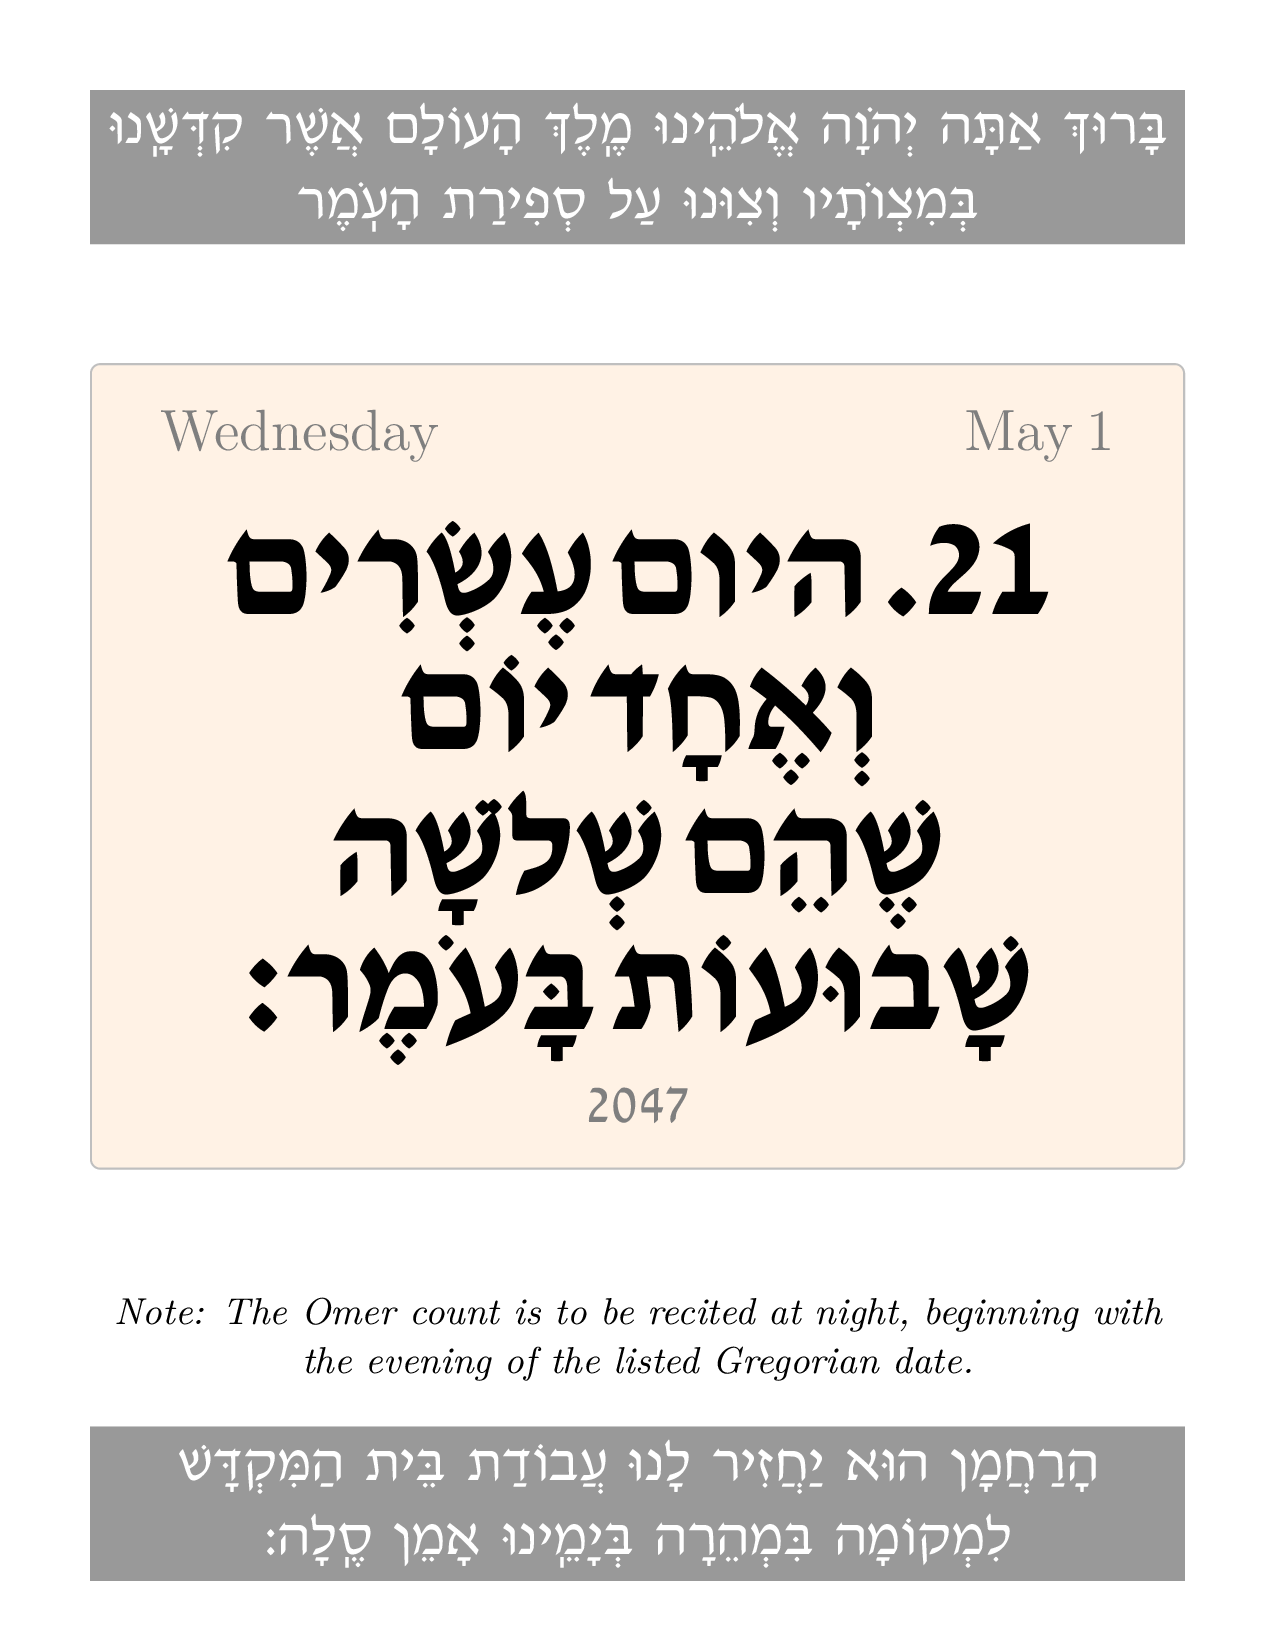 בָּרוּךְ אַתָּה יְהֹוָה אֱלֹהֵֽינוּ מֶֽלֶךְ הָעוֹלָם אֲשֶׁר קִדְּשָֽׁנוּ
בְּמִצְוֹתָיו וְצִוּנוּ עַל סְפִירַת הָעֹֽמֶר
Wednesday May 1
21. היום עֶשְׂרִים
וְאֶחָד יוֹם
שֶׁהֵם שְׁלֹשָׁה
שָׁבוּעוֹת בָּעֹמֶר:
2047
Note: The Omer count is to be recited at night, beginning with
the evening of the listed Gregorian date.
הָרַחֲמָן הוּא יַחֲזִיר לָנוּ עֲבוֹדַת בֵּית הַמִּקְדָּשׁ
לִמְקוֹמָה בִּמְהֵרָה בְּיָמֵֽינוּ אָמֵן סֶֽלָה: